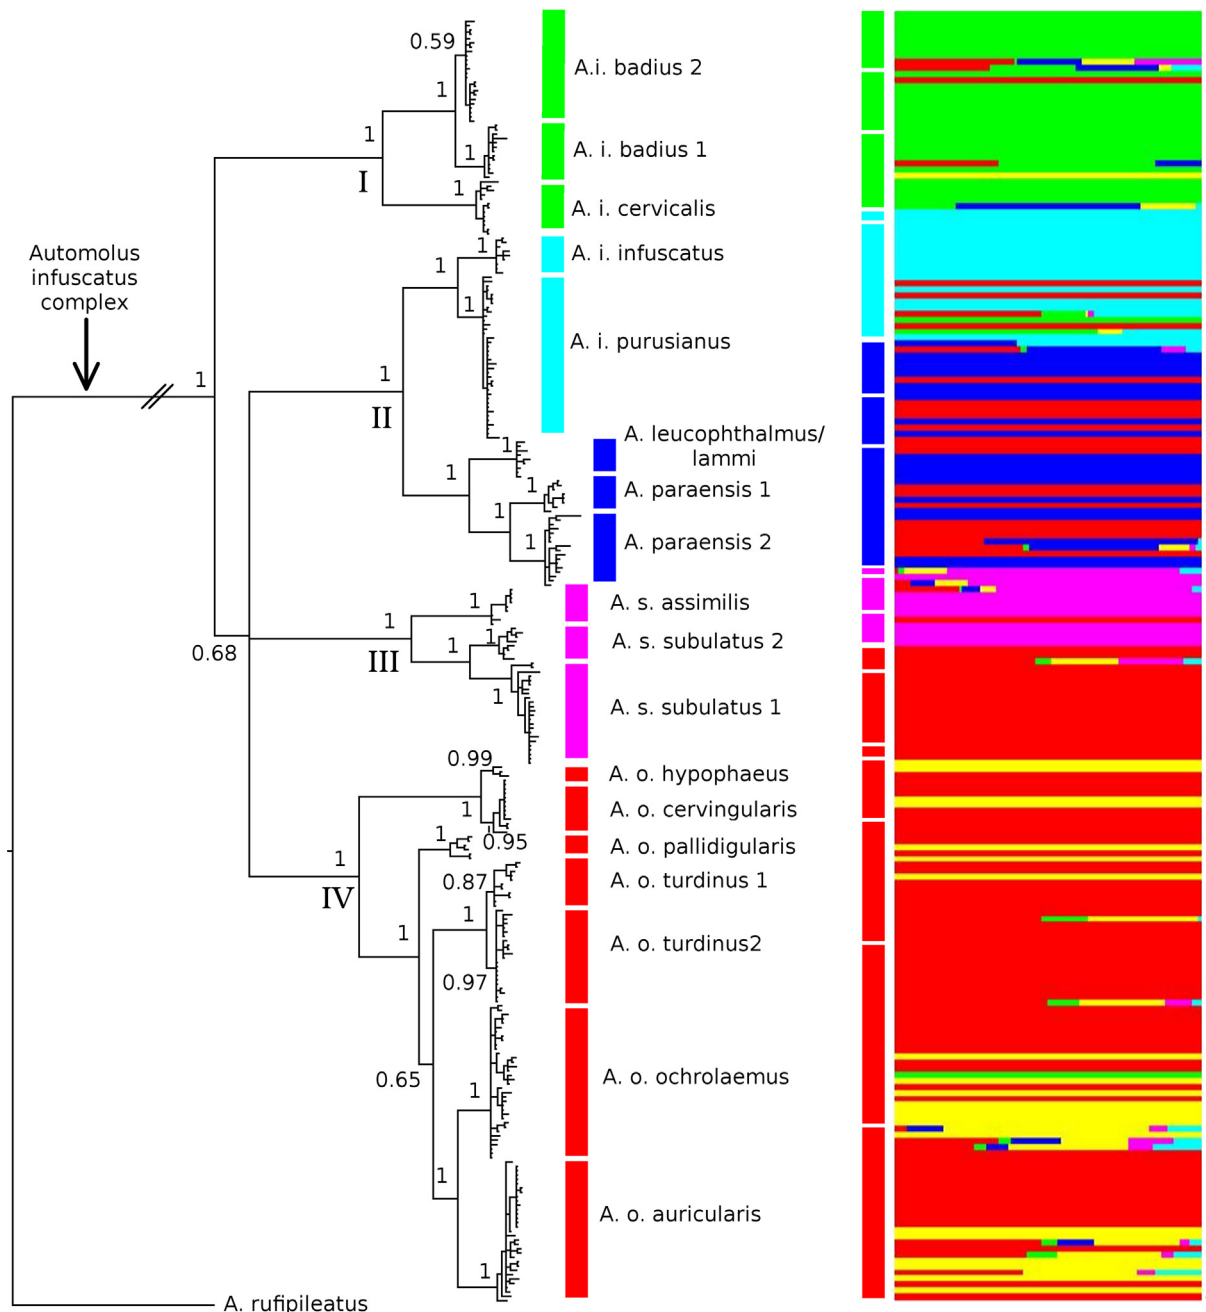 0.59
A.i. badius 2
1
1
A. i. badius 1
1
I
1
A. i. cervicalis
Automolus
infuscatus
complex
1
A. i. infuscatus
1
1
A. i. purusianus
1
1
II
A. leucophthalmus/
lammi
1
1
1
A. paraensis 1
1
1
A. paraensis 2
1
A. s. assimilis
1
1
A. s. subulatus 2
1
0.68
III
1
A. s. subulatus 1
0.99
A. o. hypophaeus
1
A. o. cervingularis
0.95
1
A. o. pallidigularis
1
IV
0.87
A. o. turdinus 1
1
1
A. o. turdinus2
0.97
0.65
1
A. o. ochrolaemus
1
A. o. auricularis
1
A. rufipileatus